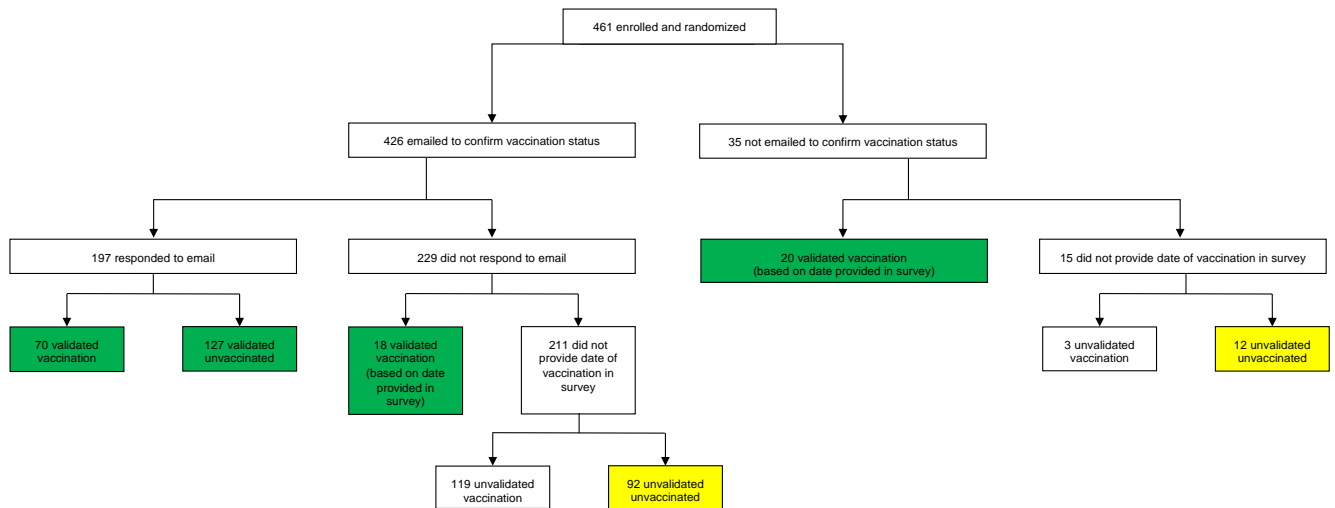 461 enrolled and randomized
426 emailed to confirm vaccination status
35 not emailed to confirm vaccination status
197 responded to email
229 did not respond to email
20 validated vaccination
(based on date provided in survey)
15 did not provide date of vaccination in survey
70 validated
vaccination
127 validated
unvaccinated
18 validated
vaccination
(based on date
provided in
survey)
211 did not
provide date of
vaccination in
survey
3 unvalidated
vaccination
12 unvalidated
unvaccinated
119 unvalidated
vaccination
92 unvalidated
unvaccinated